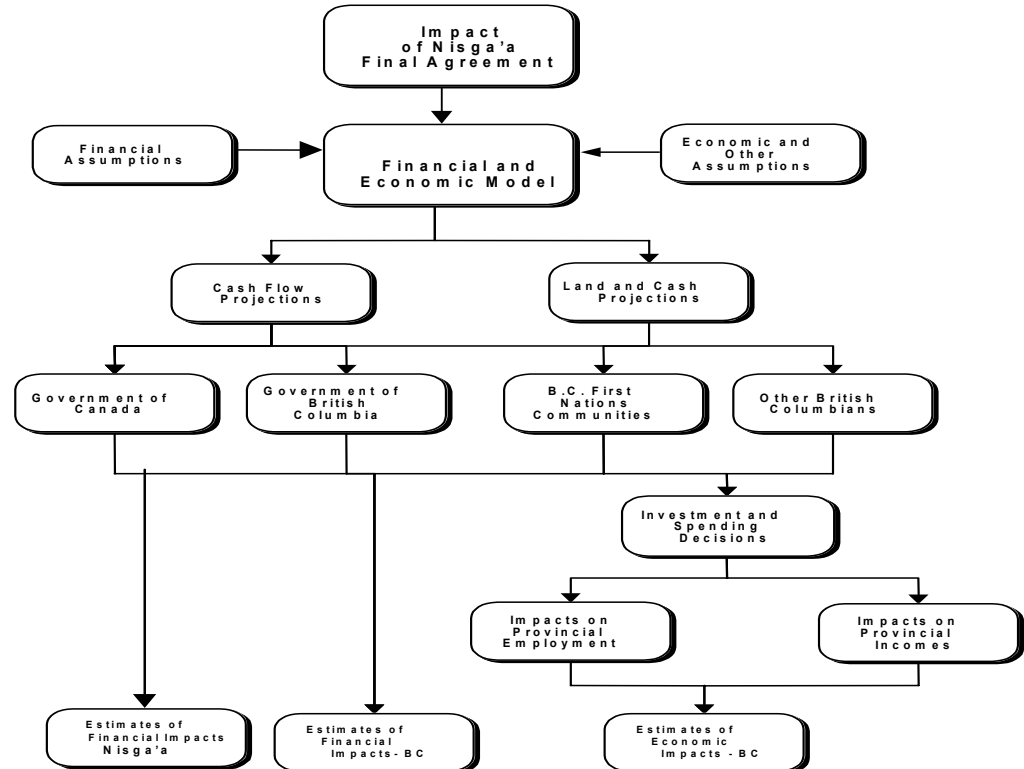 Impact
of Nisga'a
Final Agreement
Financial
Assumptions
Financial and
Economic Model
Economic and
Other
Assumptions
Cash Flow
Projections
Land and Cash
Projections
Government of
Canada
Government of
British
Columbia
B.C. First
Nations
Communities
Other British
Columbians
Investment and
Spending
Decisions
Impacts on
Provincial
Employment
Impacts on
Provincial
Incomes
Estimates of
Financial Impacts
Nisga'a
Estimates of
Financial
Impacts- BC
Estimates of
Economic
Impacts - BC